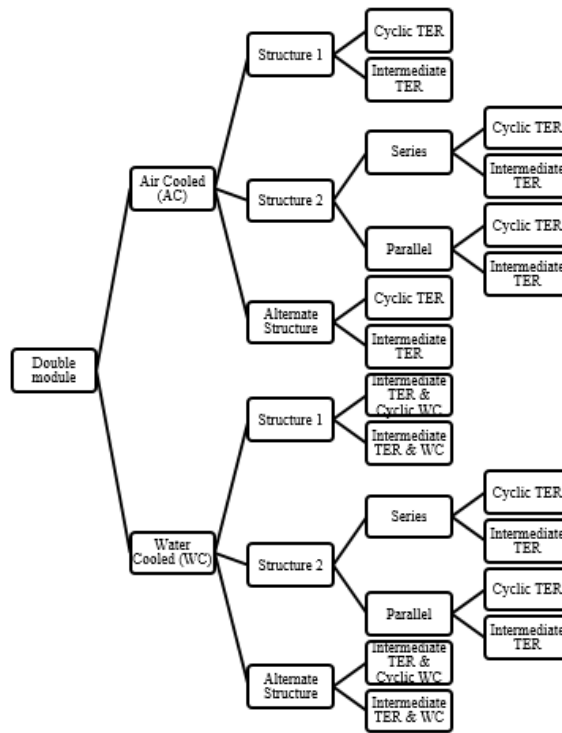 Cyclic TER
Structure 1
Intermediate
TER
Cyclic TER
Series
Intermediate
TER
Air Cooled
(AC)
Structure 2
Cyclic TER
Parallel
Intermediate
TER
Cyclic TER
Alternate
Structure
Intermediate
TER
Double
module
Intermediate
TER &
Cyclic WC
Structure 1
Intermediate
TER & WC
Cyclic TER
Series
Intermediate
TER
Water
Cooled (WC)
Structure 2
Cyclic TER
Parallel
Intermediate
TER
Intermediate
TER &
Cyclic WC
Alternate
Structure
Intermediate
TER & WC